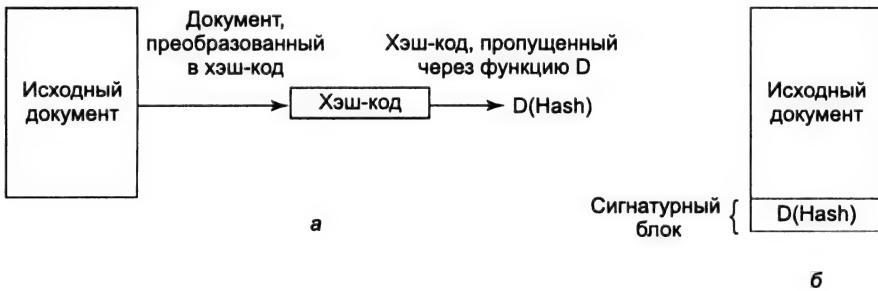 Документ,
преобразованный
в хэш-код
Хэш-код, пропущенный
через функцию D
Исходный
документ
Хэш-код
D(Hash)
а
Исходный
документ
Сигнатурный
блок
D(Hash)
б